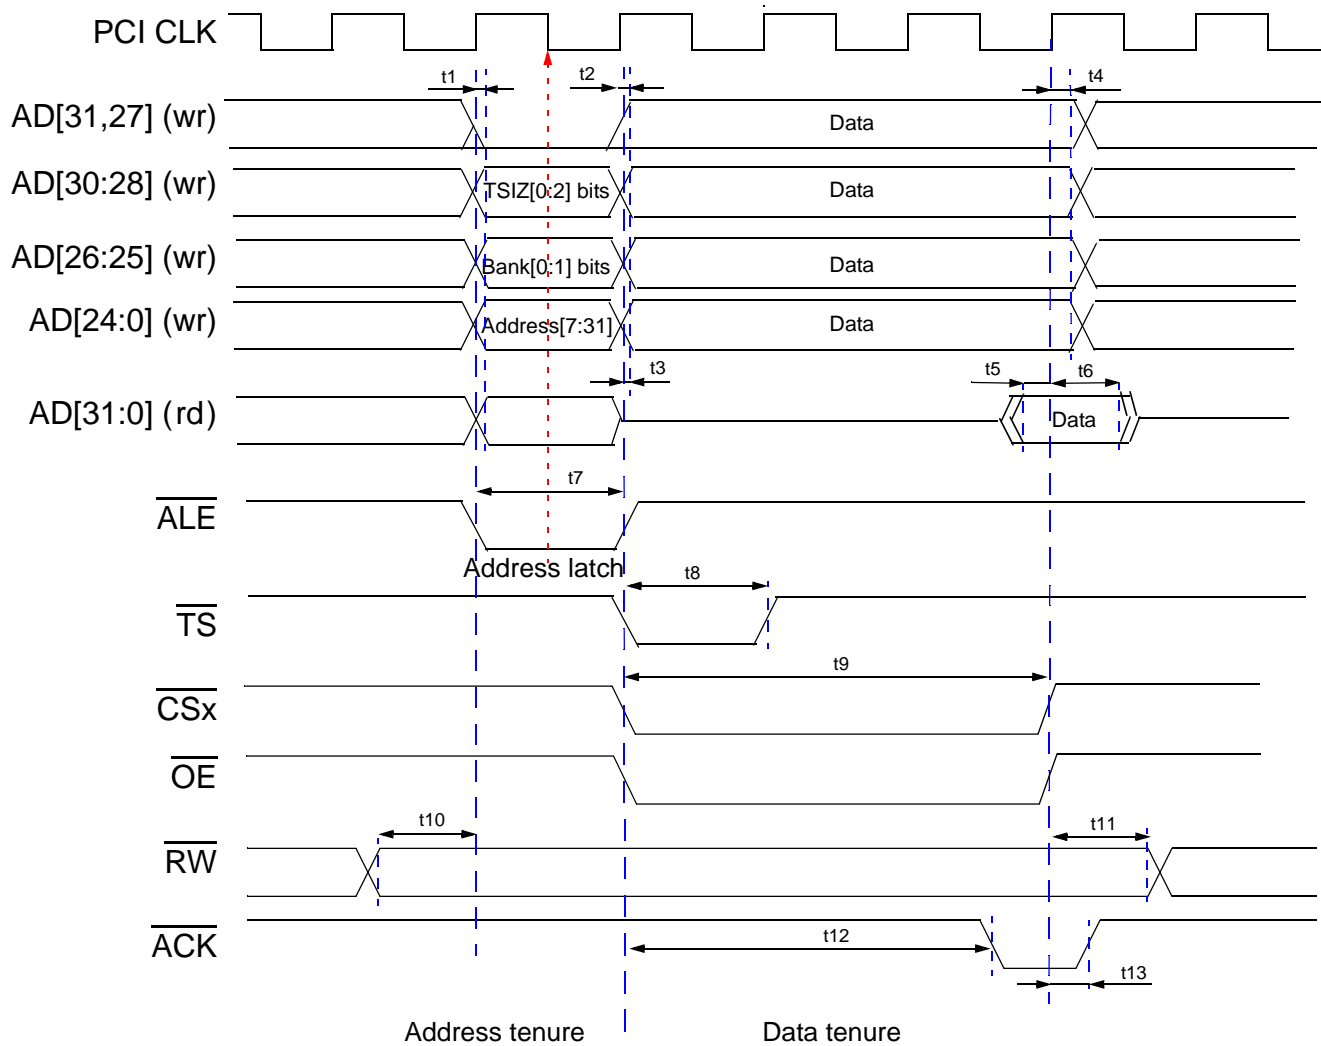 PCI CLK
t1
t2
t4
AD[31,27] (wr)
Data
AD[30:28] (wr)
TSIZ[0:2] bits
Data
AD[26:25] (wr)
Bank[0:1] bits
Data
AD[24:0] (wr)
Address[7:31]
Data
t3
t5
t6
AD[31:0] (rd)
Data
t7
ALE
Address latch
t8
TS
t9
CSx
OE
t10
t11
RW
ACK
t12
t13
Address tenure
Data tenure